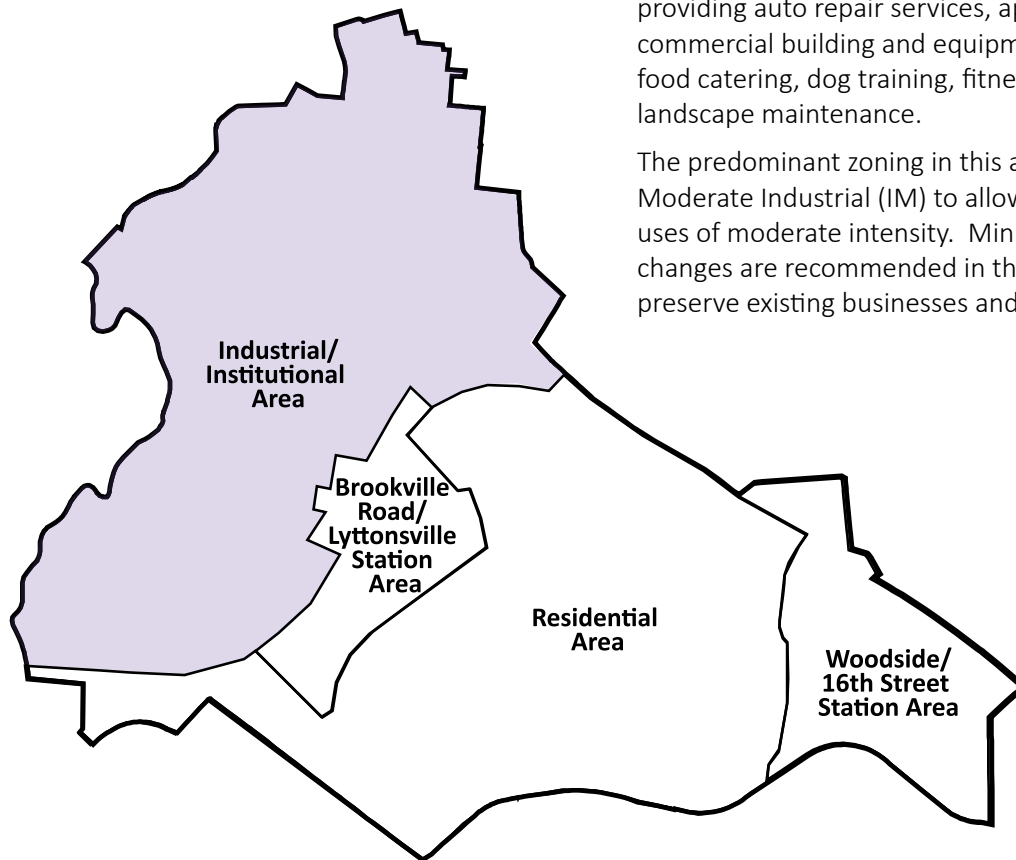 providing auto repair services, ap
commercial building and equipm
food catering, dog training, fitne
landscape maintenance.
The predominant zoning in this a
Moderate Industrial (IM) to allow
uses of moderate intensity.  Min
changes are recommended in th
preserve existing businesses and
Industrial/
Institutional
Area
Brookville
Road/
Lyttonsville
Station
Area
Residential
Area
Woodside/
16th Street
Station Area